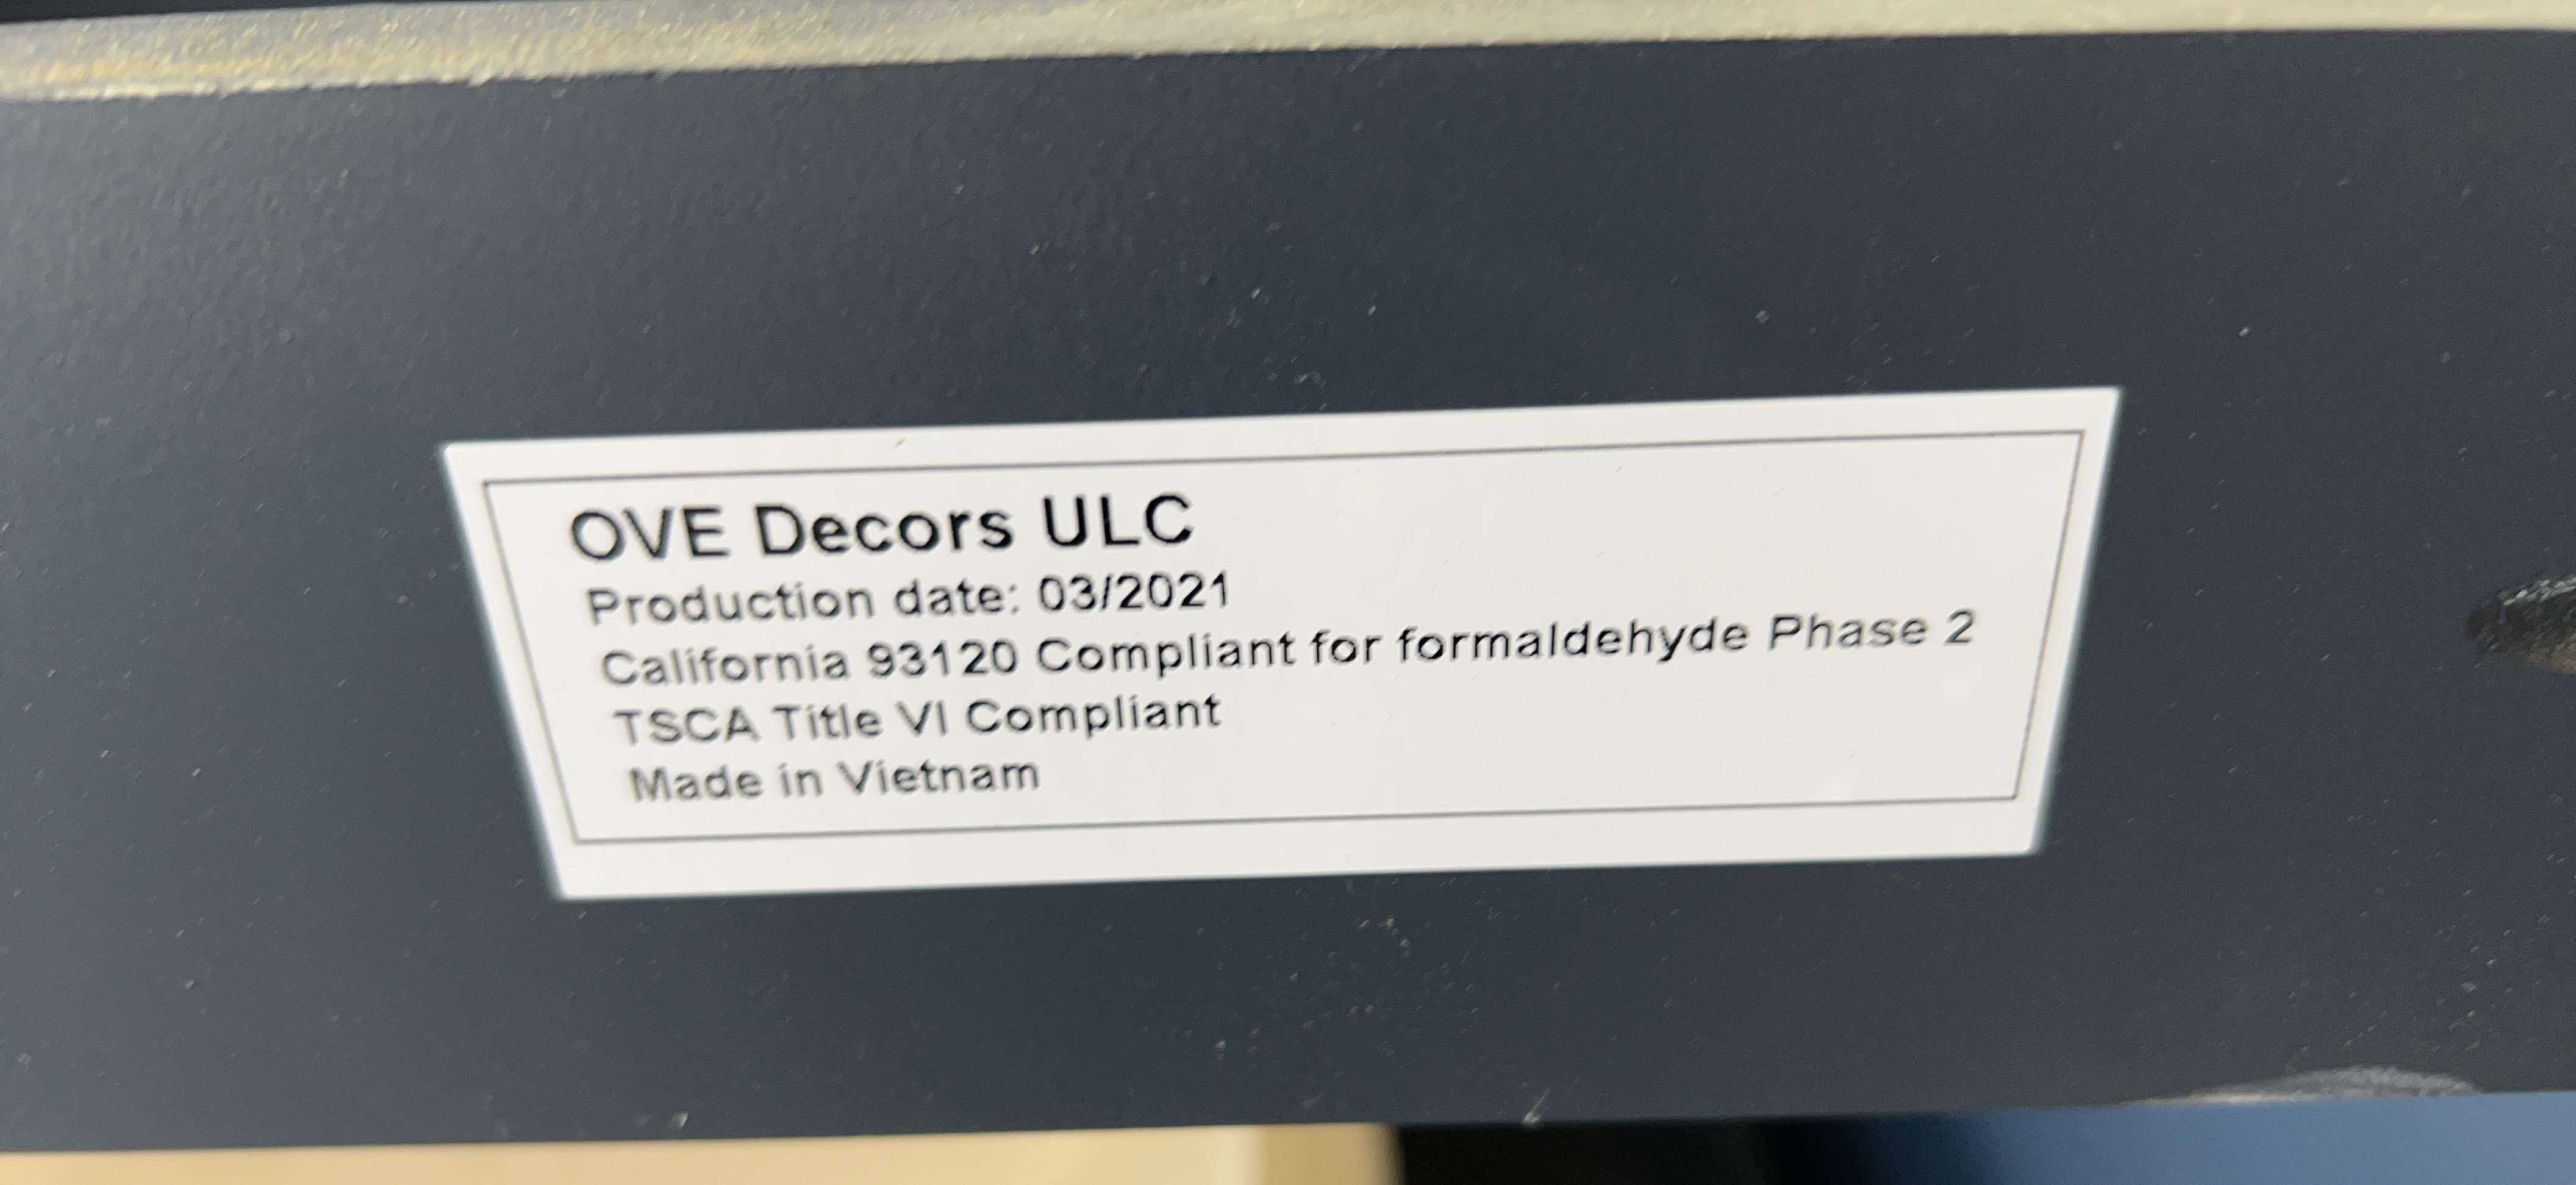 OVE Decors ULC
Production date: 03/2021
California 93120 Compliant for formaldehyde Phase 2
TSCA Title VI Compliant
Made in Vietnam